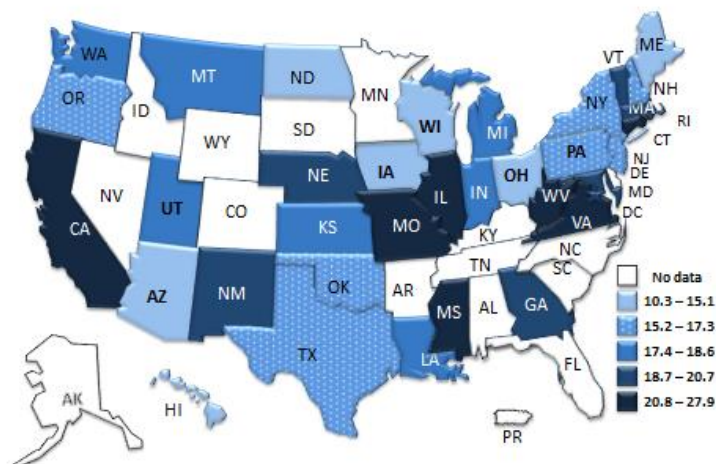 WA
MT
ND
MN
VT
ME
OR
ID
WY
SD
WI
MI
NY
NH
MA
RI
CT
NV
UT
CO
NE
IA
IL
IN
OH
PA
NJ
DE
MD
DC
CA
KS
MO
KY
WV
VA
AZ
NM
OK
AR
TN
NC
SC
TX
LA
MS
AL
GA
FL
AK
HI
PR
No data
10.3 – 15.1
15.2 – 17.3
17.4 – 18.6
18.7 – 20.7
20.8 – 27.9